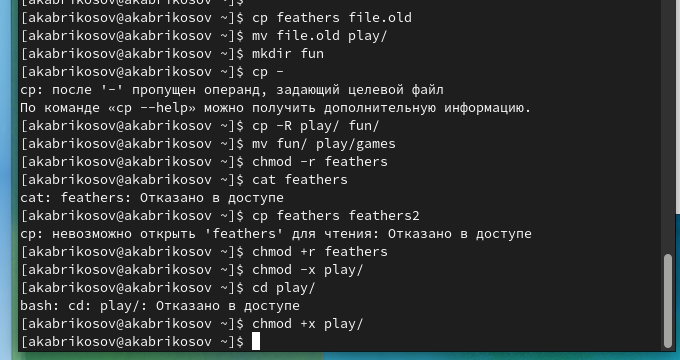 [akabrikosov@akabrikosov ~]$
[akabrikosov@akabrikosov ~]$ cp feathers file.old
[akabrikosov@akabrikosov ~]$ mv file.old play/
[akabrikosov@akabrikosov ~]$ mkdir fun
[akabrikosov@akabrikosov ~]$ cp -
cp: после '-' пропущен операнд, задающий целевой файл
По команде «cp --help» можно получить дополнительную информацию.
[akabrikosov@akabrikosov ~]$ cp -R play/ fun/
[akabrikosov@akabrikosov ~]$ mv fun/ play/games
[akabrikosov@akabrikosov ~]$ chmod -r feathers
[akabrikosov@akabrikosov ~]$ cat feathers
cat: feathers: Отказано в доступе
[akabrikosov@akabrikosov ~]$ cp feathers feathers2
cp: невозможно открыть 'feathers' для чтения: Отказано в доступе
[akabrikosov@akabrikosov ~]$ chmod +r feathers
[akabrikosov@akabrikosov ~]$ chmod -x play/
[akabrikosov@akabrikosov ~]$ cd play/
bash: cd: play/: Отказано в доступе
[akabrikosov@akabrikosov ~]$ chmod +x play/
[akabrikosov@akabrikosov ~]$